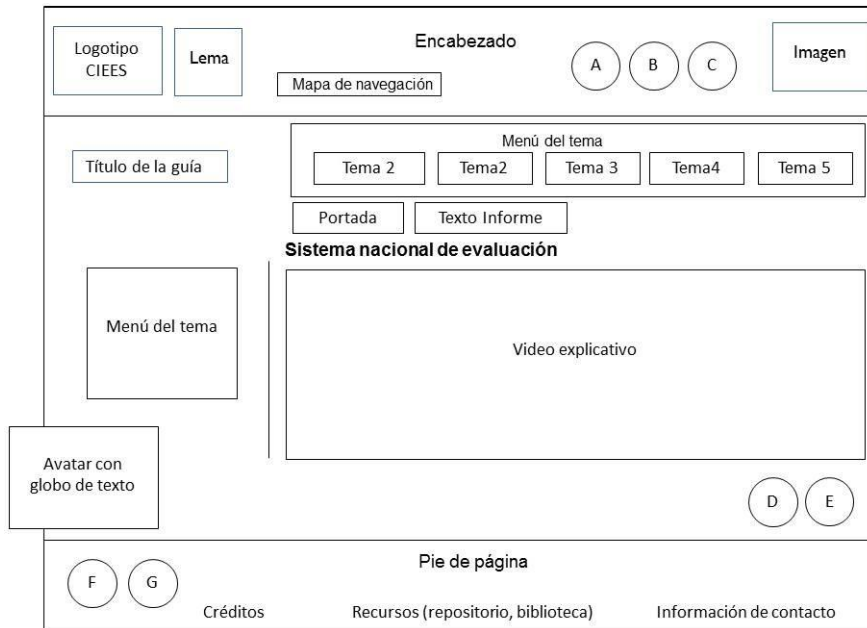 Logotipo
CIEES
Lema
Encabezado
Mapa de navegación
A
B
C
Imagen
Título de la guía
Menú del tema
Tema 2
Tema2
Tema 3
Tema4
Tema 5
Portada
Texto Informe
Sistema nacional de evaluación
Menú del tema
Video explicativo
Avatar con
globo de texto
D
E
Pie de página
F
G
Créditos
Recursos (repositorio, biblioteca)
Información de contacto